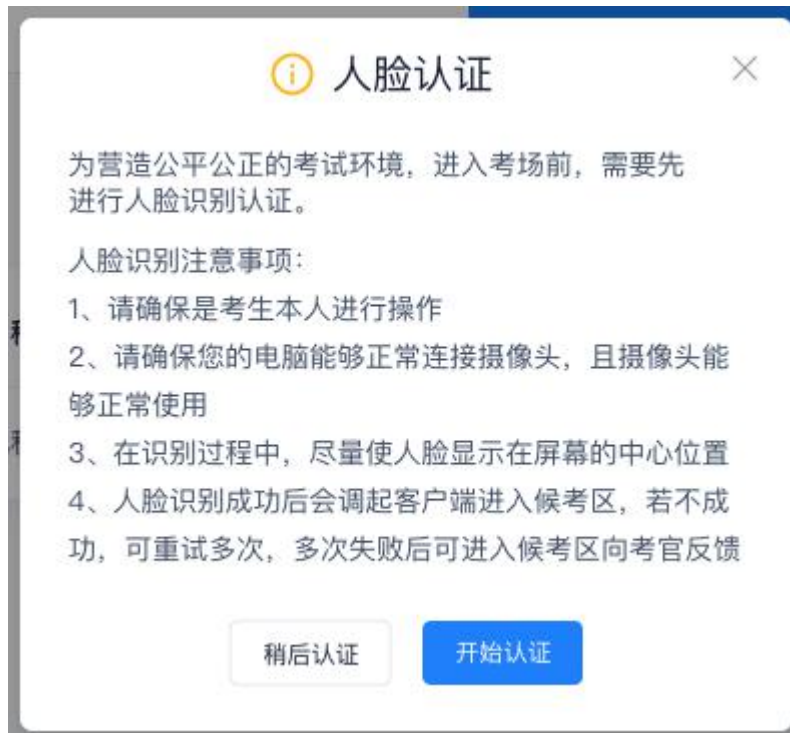 人脸认证
为营造公平公正的考试环境，进入考场前，需要先
进行人脸识别认证。
人脸识别注意事项：
1、请确保是考生本人进行操作
2、请确保您的电脑能够正常连接摄像头，且摄像头能
够正常使用
3、在识别过程中，尽量使人脸显示在屏幕的中心位置
4、人脸识别成功后会调起客户端进入候考区，若不成
功，可重试多次，多次失败后可进入候考区向考官反馈
稍后认证
开始认证